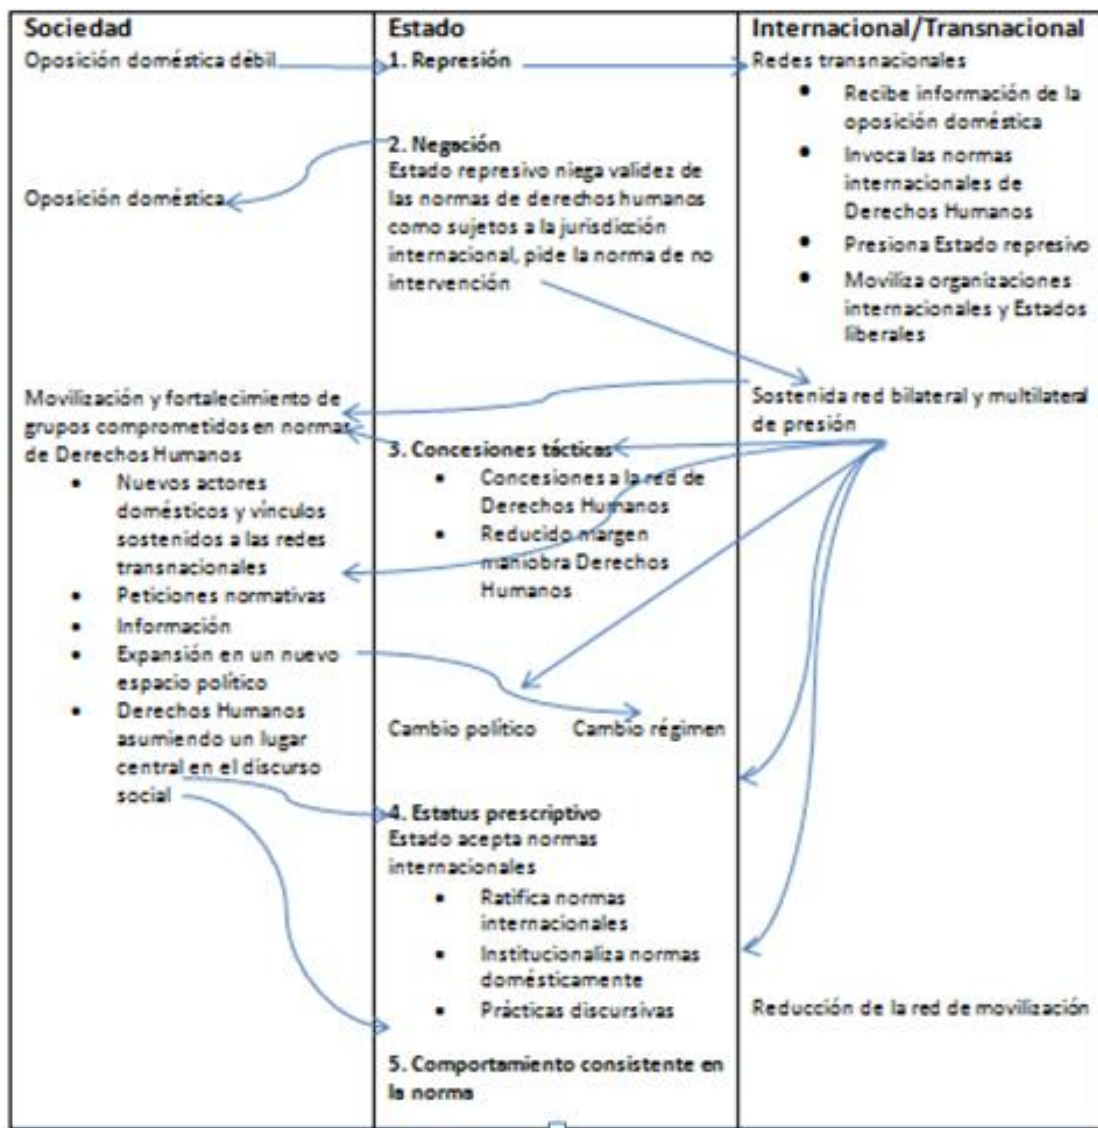 Sociedad
Oposición doméstica débil
Oposición doméstica
Movilización y fortalecimiento de
grupos comprometidos en normas
de Derechos Humanos
• Nuevos actores
domésticos y vínculos
sostenidos a las redes
transnacionales
• Peticiones normativas
• Información
• Expansión en un nuevo
espacio político
• Derechos Humanos
asumiendo un lugar
central en el discurso
social
Estado
1. Represión
2. Negación
Estado represivo niega validez de
las normas de derechos humanos
como sujetos a la jurisdicción
internacional, pide la norma de no
intervención
3. Concesiones tácticas
• Concesiones a la red de
Derechos Humanos
• Reducido margen
maniobra Derechos
Humanos
Cambio político Cambio régimen
4. Estatus prescriptivo
Estado acepta normas
internacionales
• Ratifica normas
internacionales
• Institucionaliza normas
domésticamente
• Prácticas discursivas
5. Comportamiento consistente en
la norma
Internacional/Transnacional
Redes transnacionales
• Recibe información de la
oposición doméstica
• Invoca las normas
internacionales de
Derechos Humanos
• Presiona Estado represivo
• Moviliza organizaciones
internacionales y Estados
liberales
Sostenida red bilateral y multilateral
de presión
Reducción de la red de movilización